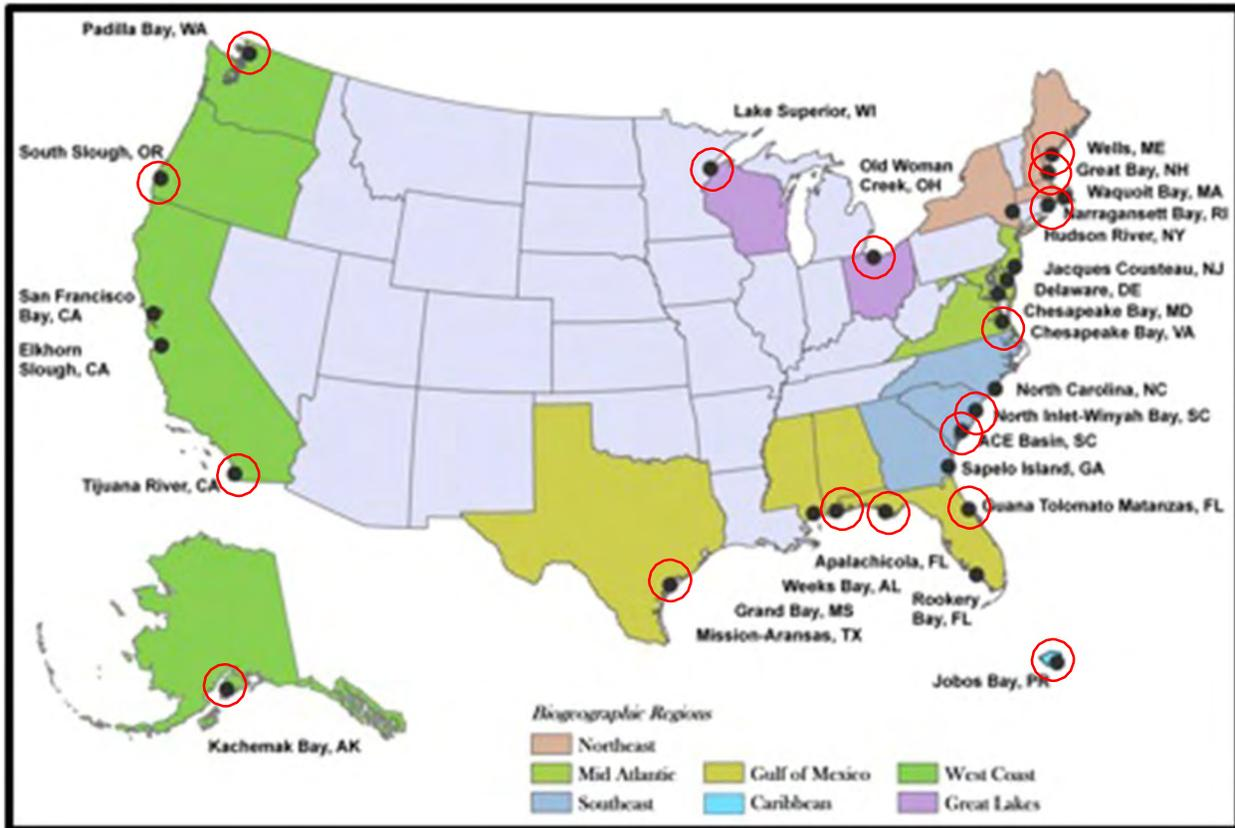 Padilla Bay, WA
Lake Superior, WI
South Slough, OR
Old Woman
Creek, OH
Wells, ME
Great Bay, NH
Waquoit Bay, MA
Narragansett Bay, RI
Hudson River, NY
Jacques Cousteau, NJ
Delaware, DE
San Francisco
Bay, CA
Chesapeake Bay, MD
Chesapeake Bay, VA
Elkhorn
Slough, CA
North Carolina, NC
North Inlet-Winyah Bay, SC
ACE Basin, SC
Sapelo Island, GA
Tijuana River, CA
Guana Tolomato Matanzas, FL
Apalachicola, FL
Weeks Bay, AL
Rookery
Bay, FL
Grand Bay, MS
Mission-Aransas, TX
Jobos Bay, PR
Kachemak Bay, AK
Biogeographic Regions
Northeast
Mid Atlantic
Gulf of Mexico
West Coast
Southeast
Caribbean
Great Lakes